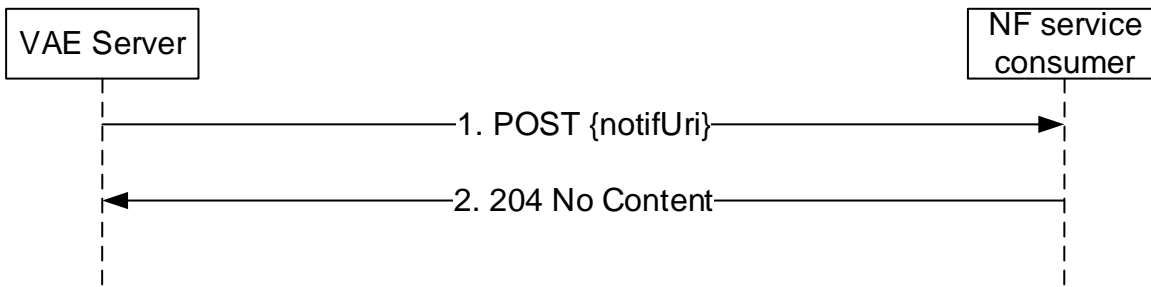 VAE Server
NF service
consumer
1. POST {notifUri}
2. 204 No Content